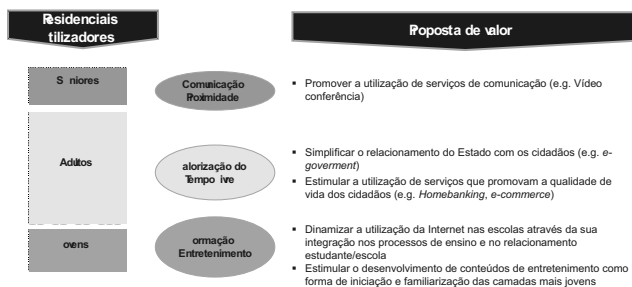 Residenciais
tilizadores
Proposta de valor
S niores
Comunicação
Proximidade
▪ Promover a utilização de serviços de comunicação (e.g. Vídeo
conferência)
Adultos
alorização do
Tempo ivre
▪ Simplificar o relacionamento do Estado com os cidadãos (e.g. e-
goverment)
▪ Estimular a utilização de serviços que promovam a qualidade de
vida dos cidadãos (e.g. Homebanking, e-commerce)
ovens
ormação
Entretenimento
▪ Dinamizar a utilização da Internet nas escolas através da sua
integração nos processos de ensino e no relacionamento
estudante/escola
▪ Estimular o desenvolvimento de conteúdos de entretenimento como
forma de iniciação e familiarização das camadas mais jovens